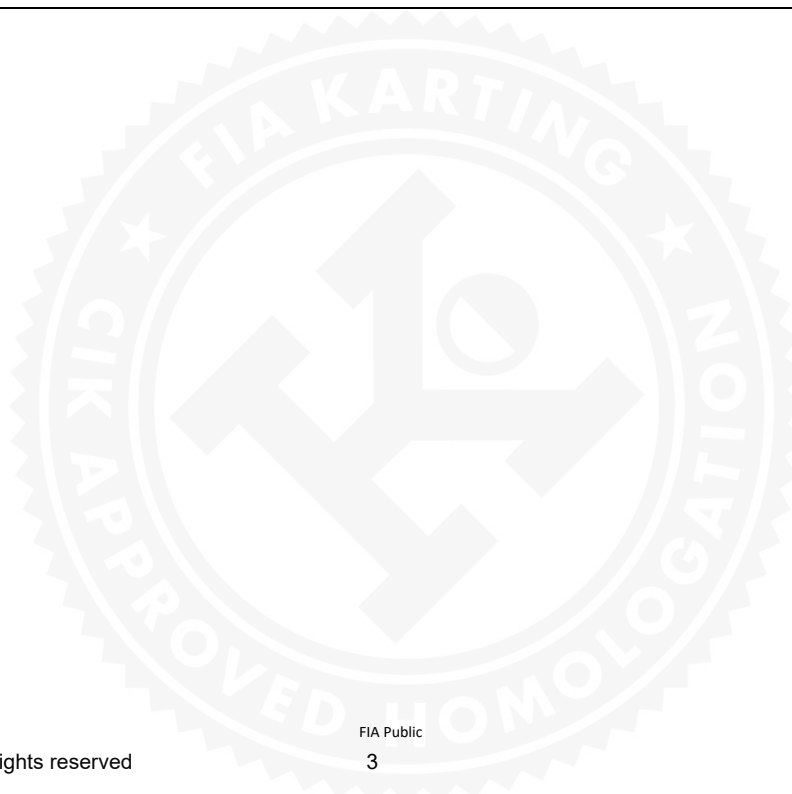 FIA KARTING
CIK APPROVED HOMOLOGATION
FIA Public
ights reserved 3